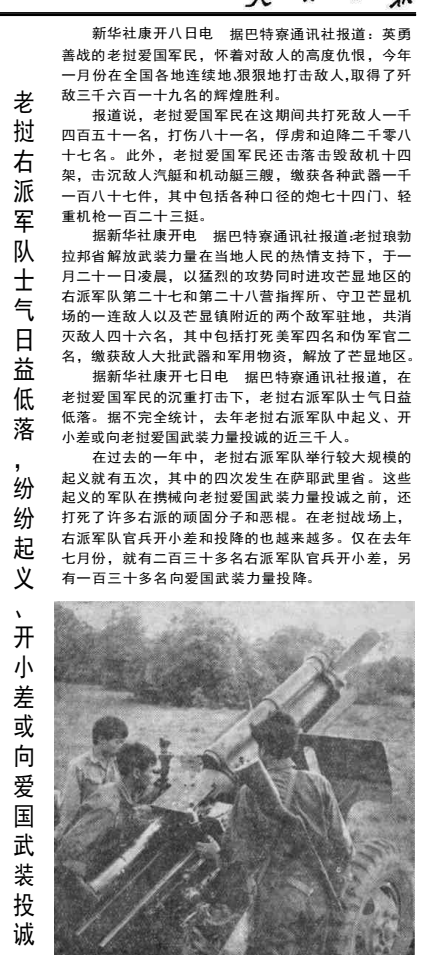 老挝右派军队士气日益低落，纷纷起义、开小差或向爱国武装投诚
新华社康开八日电　据巴特寮通讯社报道：英勇
善战的老挝爱国军民，怀着对敌人的高度仇恨，今年
一月份在全国各地连续地、狠狠地打击敌人，取得了歼
敌三千六百一十九名的辉煌胜利。
报道说，老挝爱国军民在这期间共打死敌人一千
四百五十一名，打伤八十一名，俘虏和迫降二千零八
十七名。此外，老挝爱国军民还击落击毁敌机十四
架，击沉敌人汽艇和机动艇三艘，缴获各种武器一千
一百八十七件，其中包括各种口径的炮七十四门、轻
重机枪一百二十三挺。
据新华社康开电　据巴特寮通讯社报道：老挝琅勃
拉邦省解放武装力量在当地人民的热情支持下，于一
月二十一日凌晨，以猛烈的攻势同时进攻芒显地区的
右派军队第二十七和第二十八营指挥所、守卫芒显机
场的一连敌人以及芒显镇附近的两个敌军驻地，共消
灭敌人四十六名，其中包括打死美军四名和伪军官二
名，缴获敌人大批武器和军用物资，解放了芒显地区。
据新华社康开七日电　据巴特寮通讯社报道，在
老挝爱国军民的沉重打击下，老挝右派军队士气日益
低落。据不完全统计，去年老挝右派军队中起义、开
小差或向老挝爱国武装力量投诚的近三千人。
在过去的一年中，老挝右派军队举行较大规模的
起义就有五次，其中的四次发生在萨耶武里省。这些
起义的军队在携械向老挝爱国武装力量投诚之前，还
打死了许多右派的顽固分子和恶棍。在老挝战场上，
右派军队官兵开小差和投降的也越来越多。仅在去年
七月份，就有二百三十多名右派军队官兵开小差，另
有一百三十多名向爱国武装力量投降。